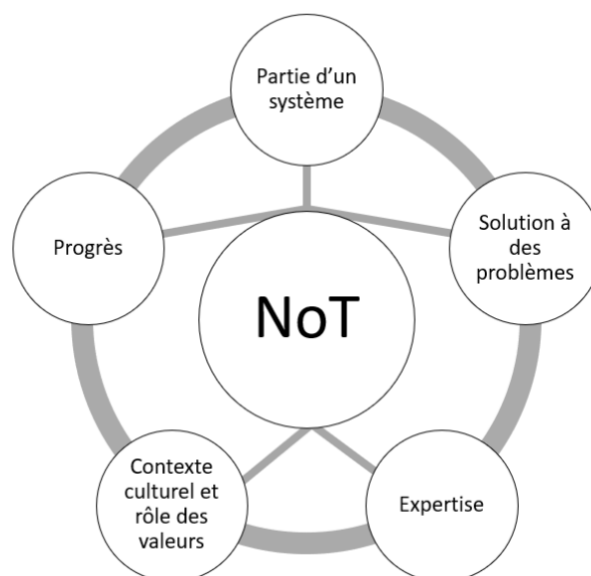 Partie d’un
système
Solution à
des
problèmes
Progrès
NoT
Contexte
culturel et
rôle des
valeurs
Expertise